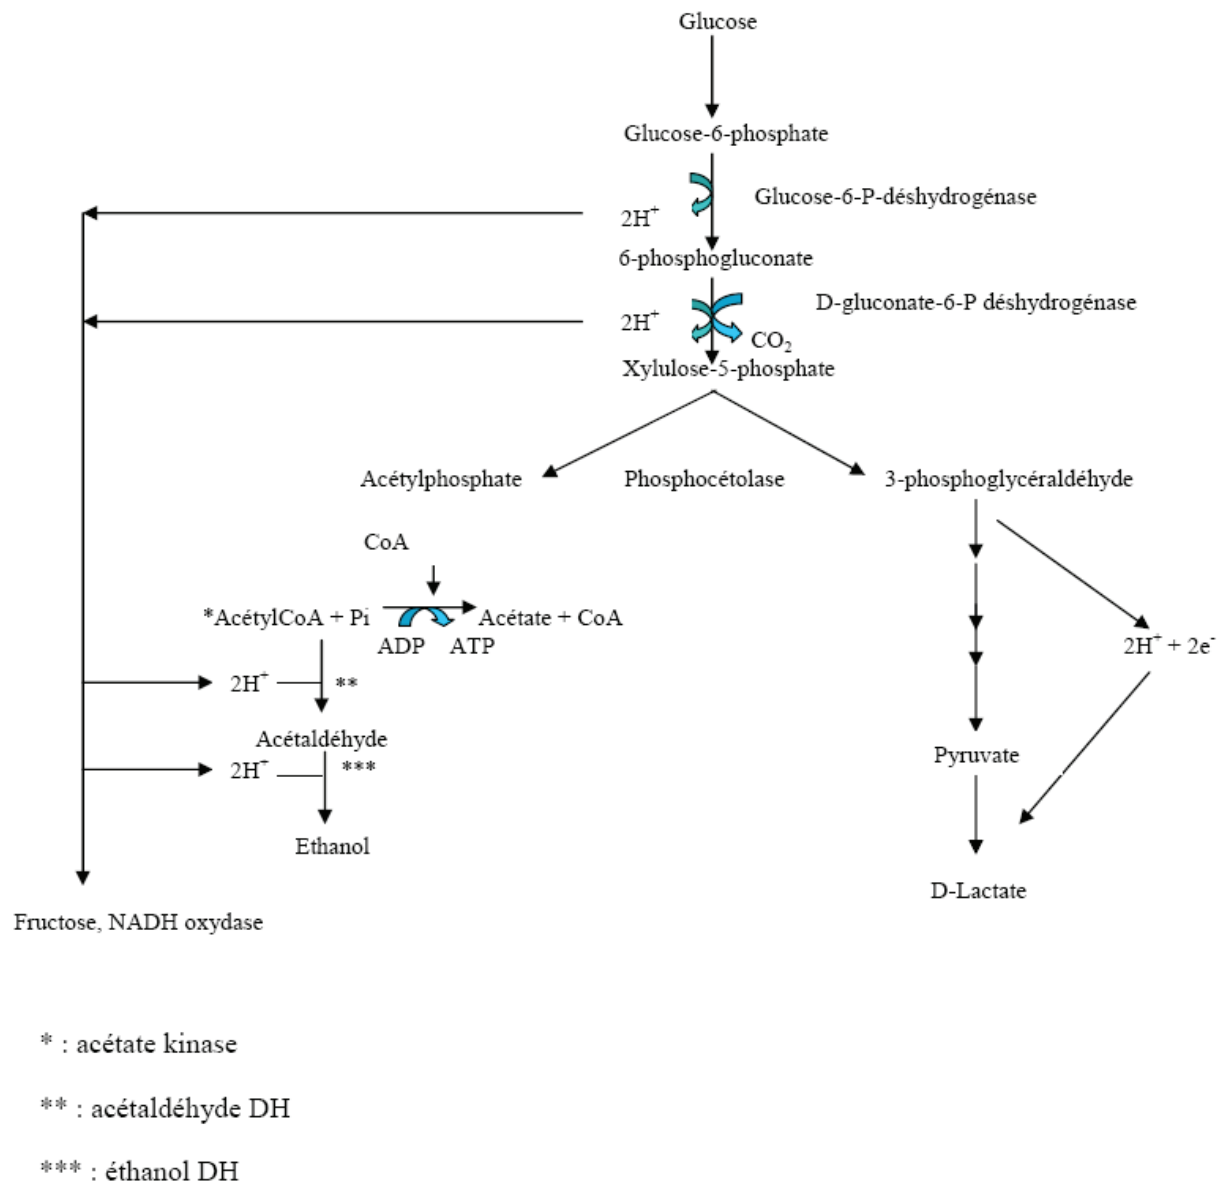 Glucose
Glucose-6-phosphate
Glucose-6-P-déshydrogénase
2H⁺
6-phosphogluconate
D-gluconate-6-P déshydrogénase
2H⁺
CO₂
Xylulose-5-phosphate
Acétylphosphate Phosphocétolase 3-phosphoglycéraldéhyde
CoA
*AcétylCoA + Pi Acétate + CoA
ADP ATP
2H⁺ + 2e⁻
2H⁺ **
Acétaldéhyde
Pyruvate
2H⁺ ***
Ethanol
D-Lactate
Fructose, NADH oxydase
* : acétate kinase
** : acétaldéhyde DH
*** : éthanol DH